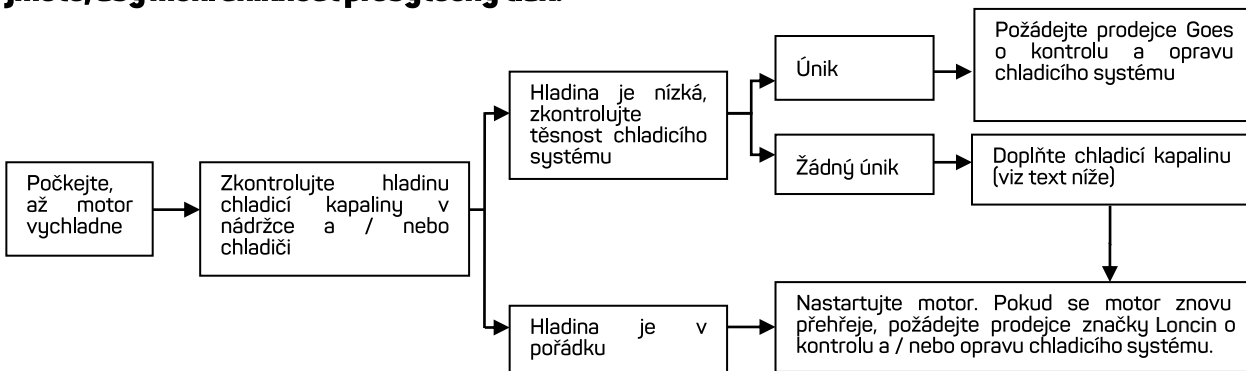 Počkejte,
až motor
vychladne
Zkontrolujte hladinu
chladicí kapaliny v
nádržce a / nebo
chladiči
Hladina je nízká,
zkontrolujte
těsnost chladicího
systému
Únik
Požádejte prodejce Goes
o kontrolu a opravu
chladicího systému
Žádný únik
Doplňte chladicí kapalinu
(viz text níže)
Hladina je v
pořádku
Nastartujte motor. Pokud se motor znovu
přehřeje, požádejte prodejce značky Loncin o
kontrolu a / nebo opravu chladicího systému.